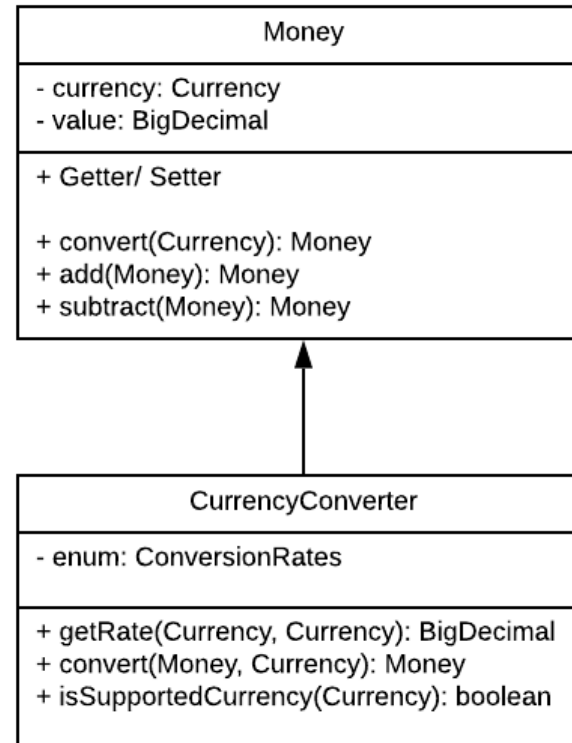 Money
- currency: Currency
- value: BigDecimal
+ Getter/ Setter
+ convert(Currency): Money
+ add(Money): Money
+ subtract(Money): Money
CurrencyConverter
- enum: ConversionRates
+ getRate(Currency, Currency): BigDecimal
+ convert(Money, Currency): Money
+ isSupportedCurrency(Currency): boolean